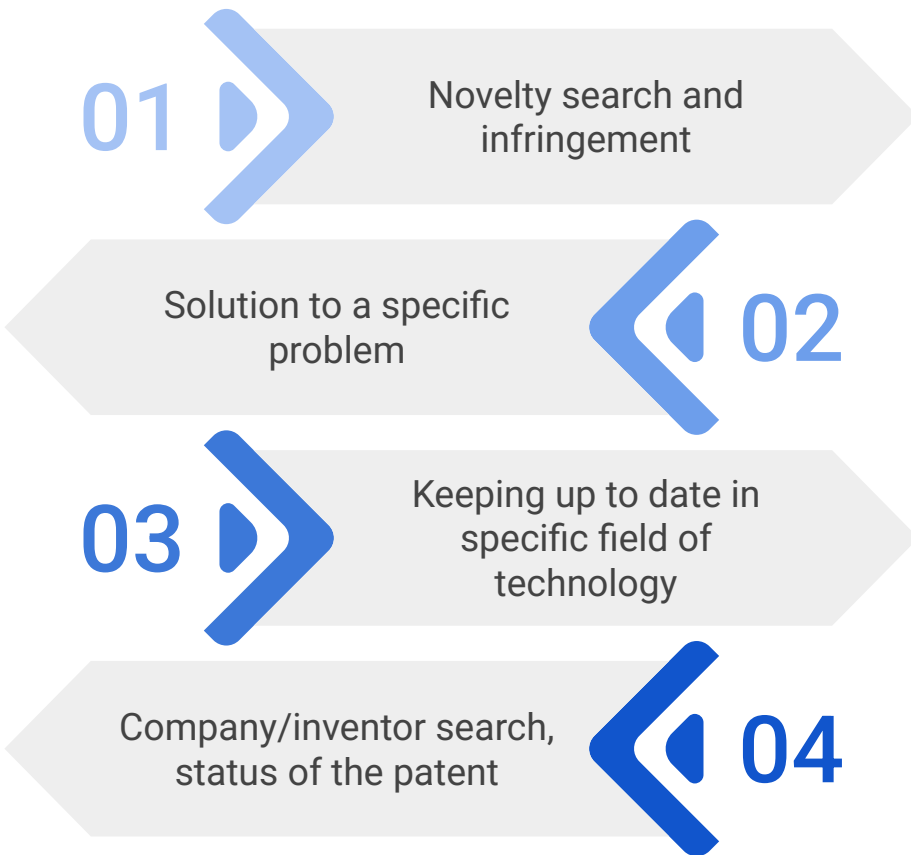 01
Novelty search and
infringement
Solution to a specific
problem
02
03
Keeping up to date in
specific field of
technology
Company/inventor search,
status of the patent
04